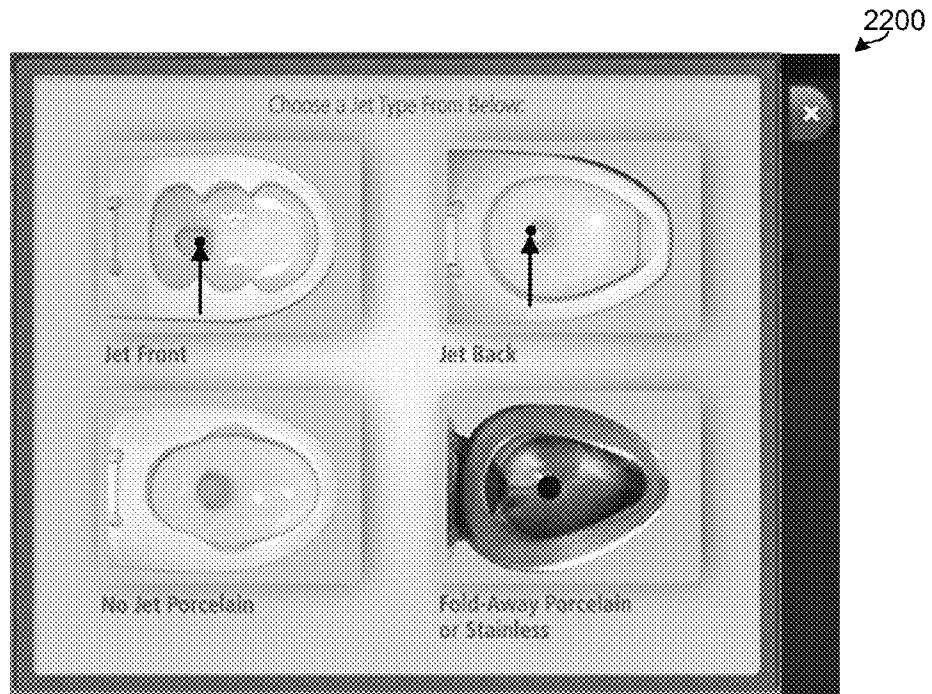 2200
Choose a Jet Type From Below:
Jet Front
Jet Back
No Jet Porcelain
Fold-Away Porcelain
or Stainless